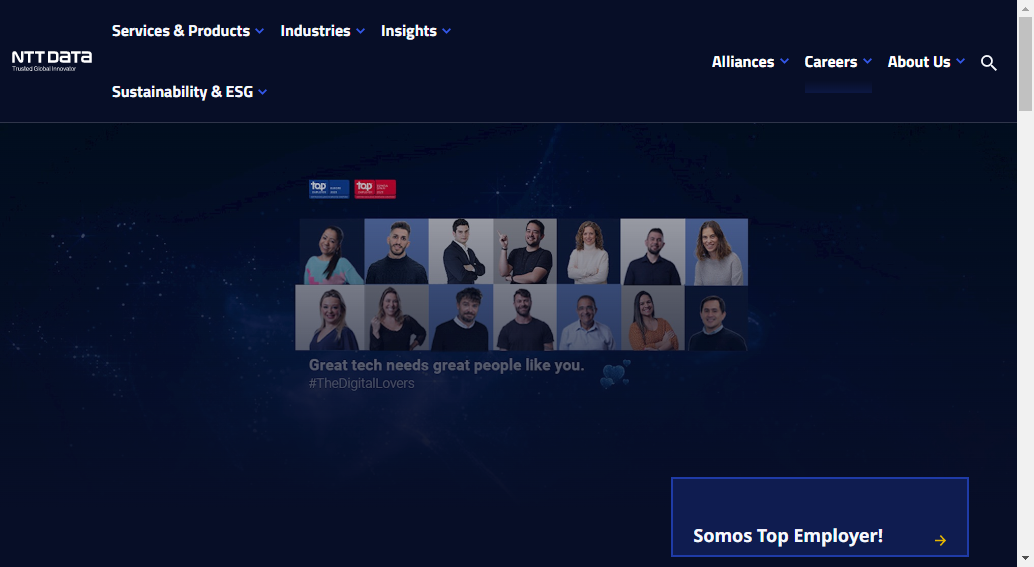 Services & Products
Industries
Insights
NTT DATA
Trusted Global Innovator
Sustainability & ESG
Alliances
Careers
About Us
top
top
Great tech needs great people like you.
#TheDigitalLovers
Somos Top Employer!